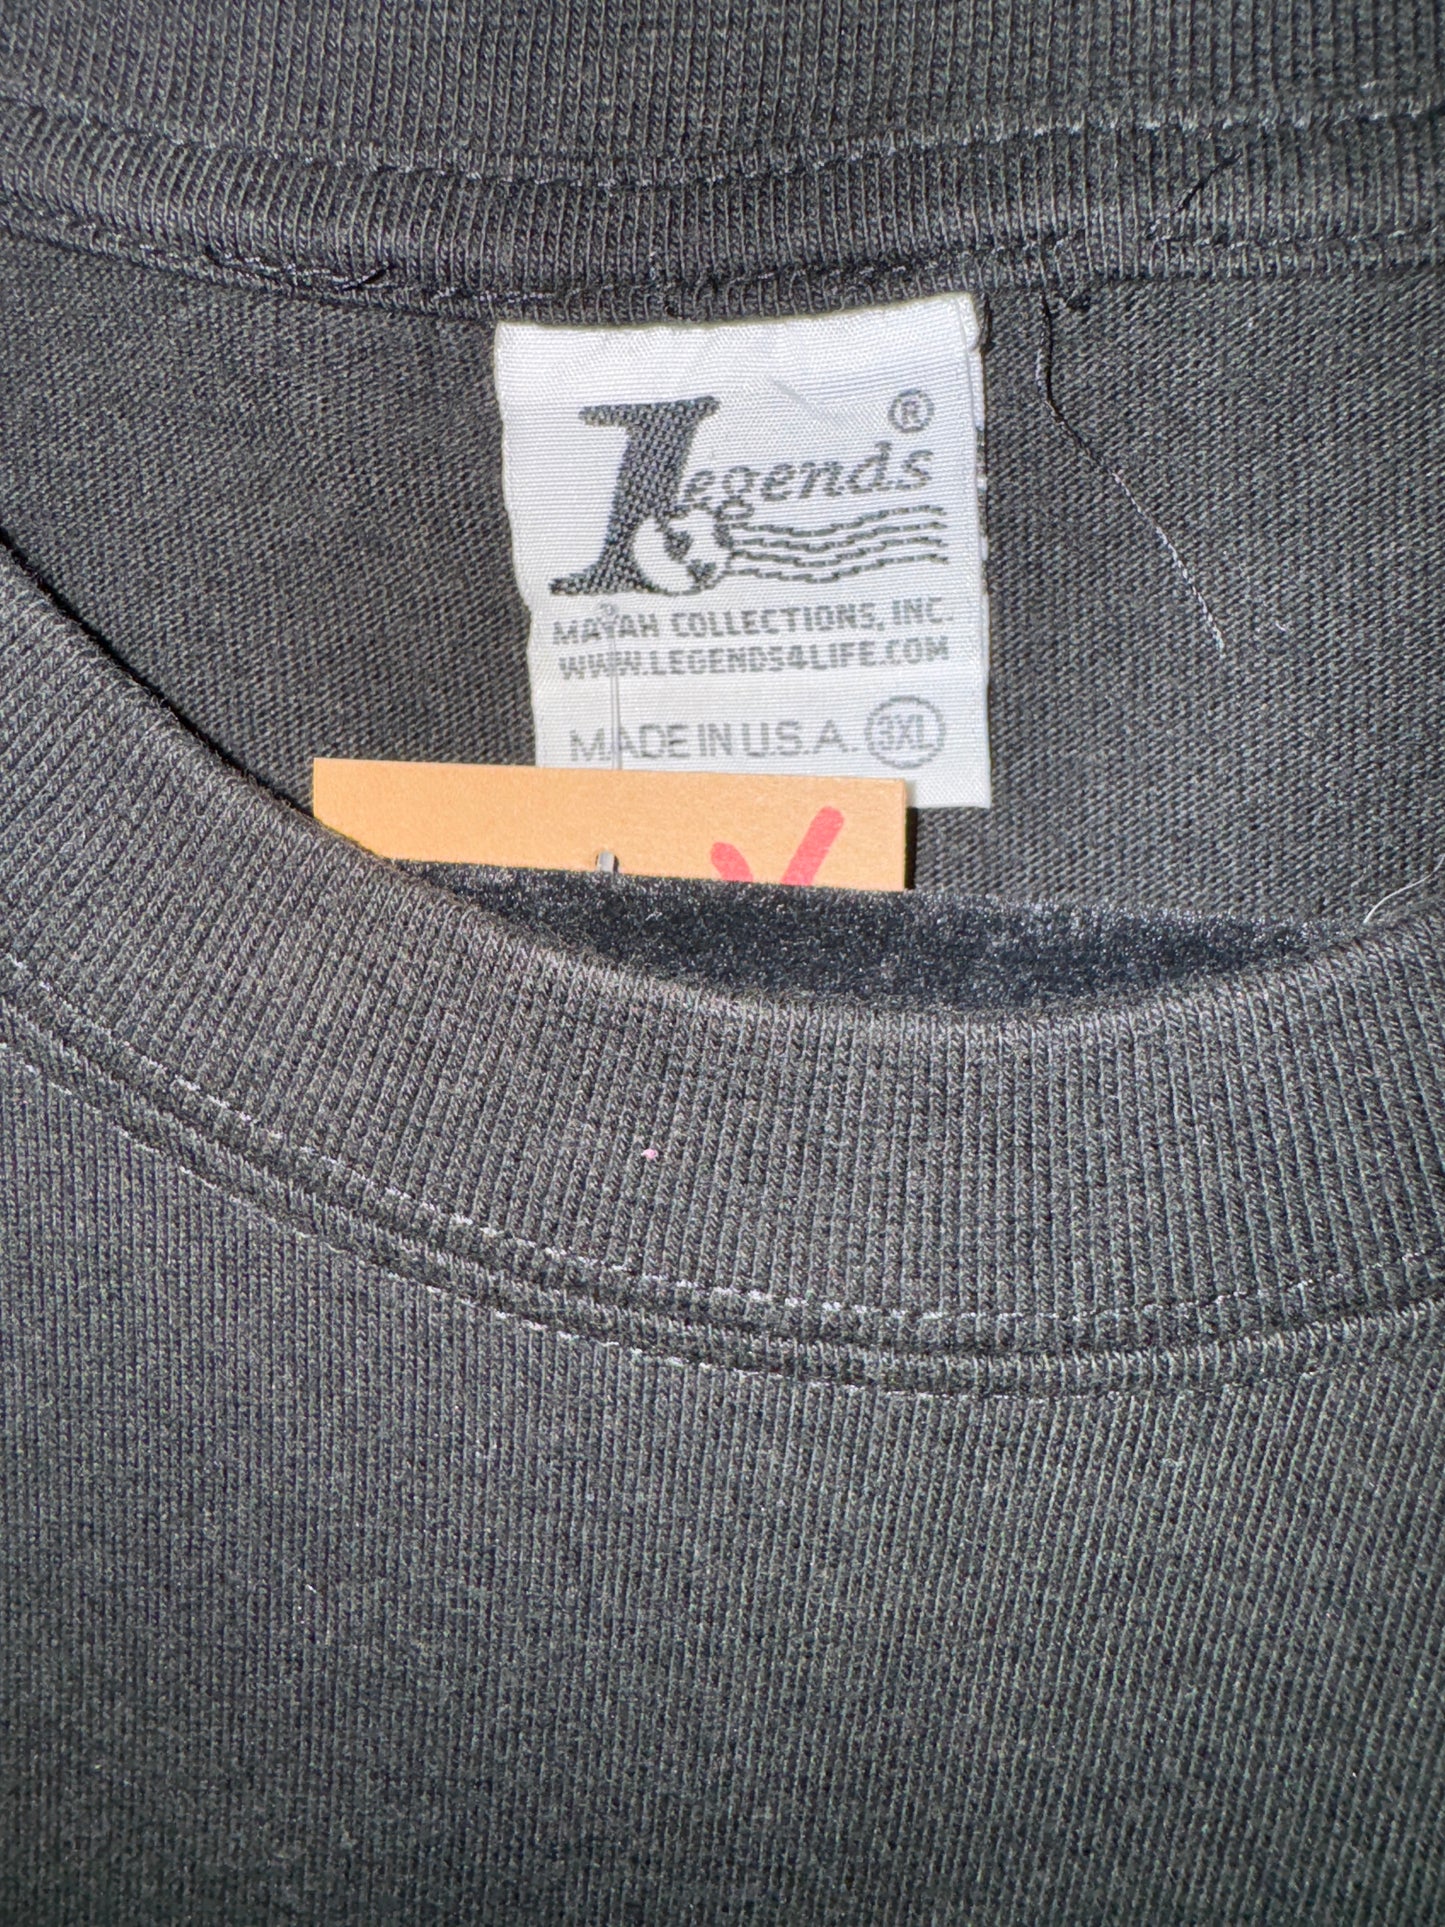 Legends ®
MAYAH COLLECTIONS, INC.
WWW.LEGENDS4LIFE.COM
MADE IN U.S.A. 3XL